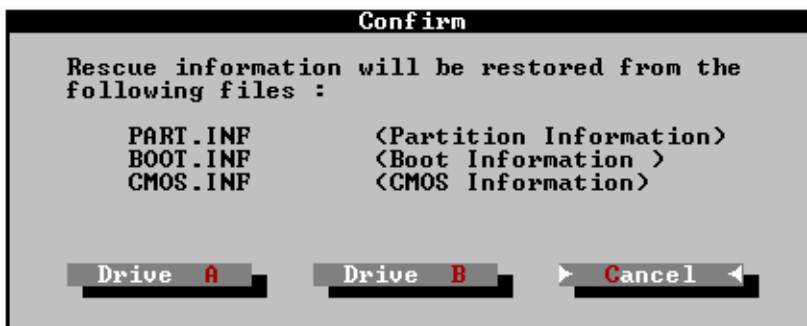 Confirm
Rescue information will be restored from the
following files :
PART.INF (Partition Information)
BOOT.INF (Boot Information )
CMOS.INF (CMOS Information)
Drive A Drive B Cancel